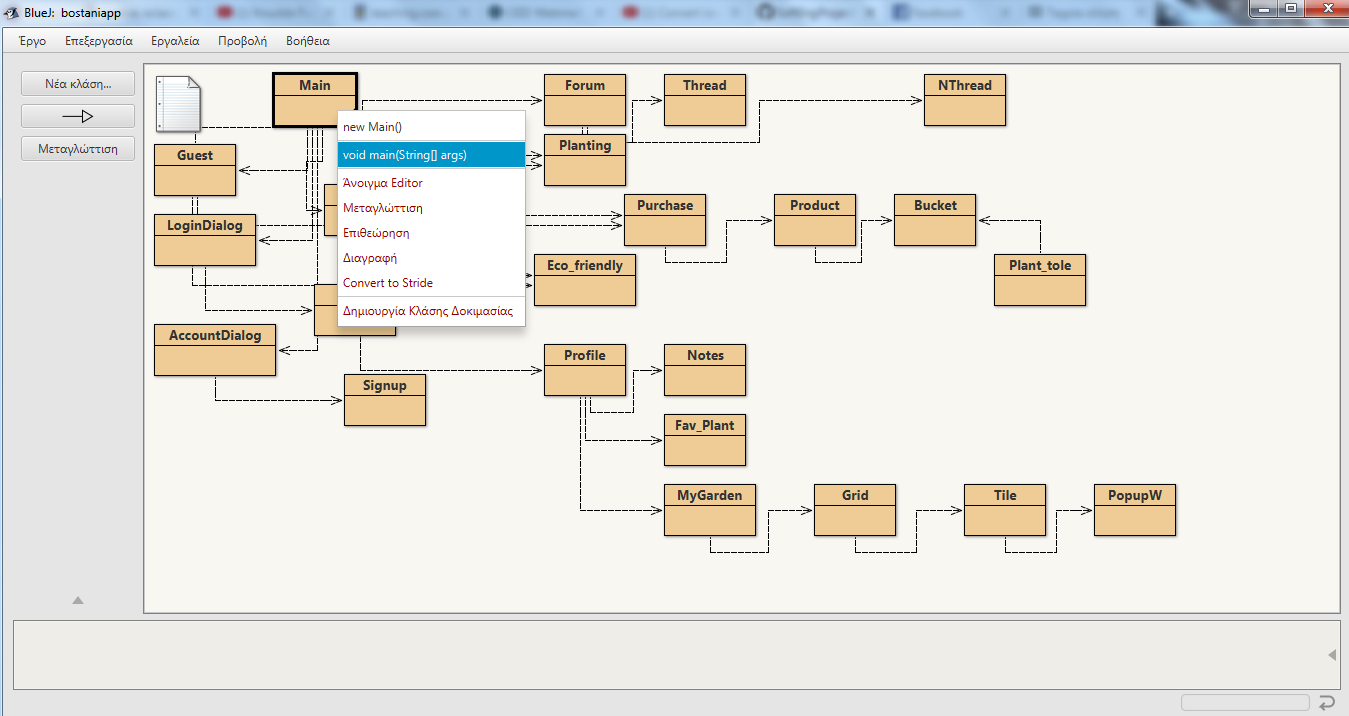 BlueJ: bostaniapp
Έργο Επεξεργασία Εργαλεία Προβολή Βοήθεια
Νέα κλάση...
Μεταγλώττιση
Main
Forum
Thread
NThread
new Main()
void main(String[] args)
Άνοιγμα Editor
Μεταγλώττιση
Επιθεώρηση
Διαγραφή
Convert to Stride
Δημιουργία Κλάσης Δοκιμασίας
Guest
Planting
LoginDialog
Purchase
Product
Bucket
Eco_friendly
Plant_tole
AccountDialog
Profile
Notes
Signup
Fav_Plant
MyGarden
Grid
Tile
PopupW